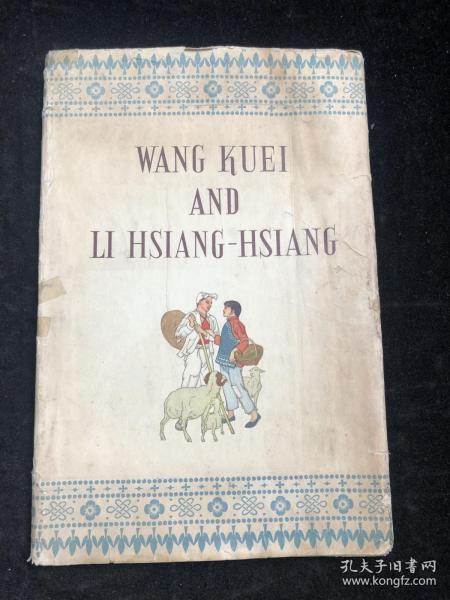 WANG KUEI
AND
LI HSIANG-HSIANG
孔夫子旧书网
www.kongfz.com